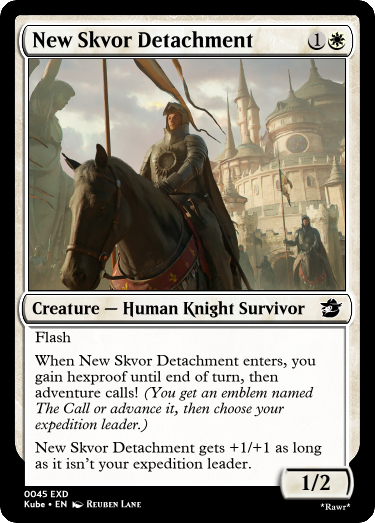 New Skvor Detachment 1
Creature — Human Knight Survivor
Flash
When New Skvor Detachment enters, you
gain hexproof until end of turn, then
adventure calls! (You get an emblem named
The Call or advance it, then choose your
expedition leader.)
New Skvor Detachment gets +1/+1 as long
as it isn't your expedition leader.
1/2
0045 EXD
Kube • EN Reuben Lane
*Rawr*